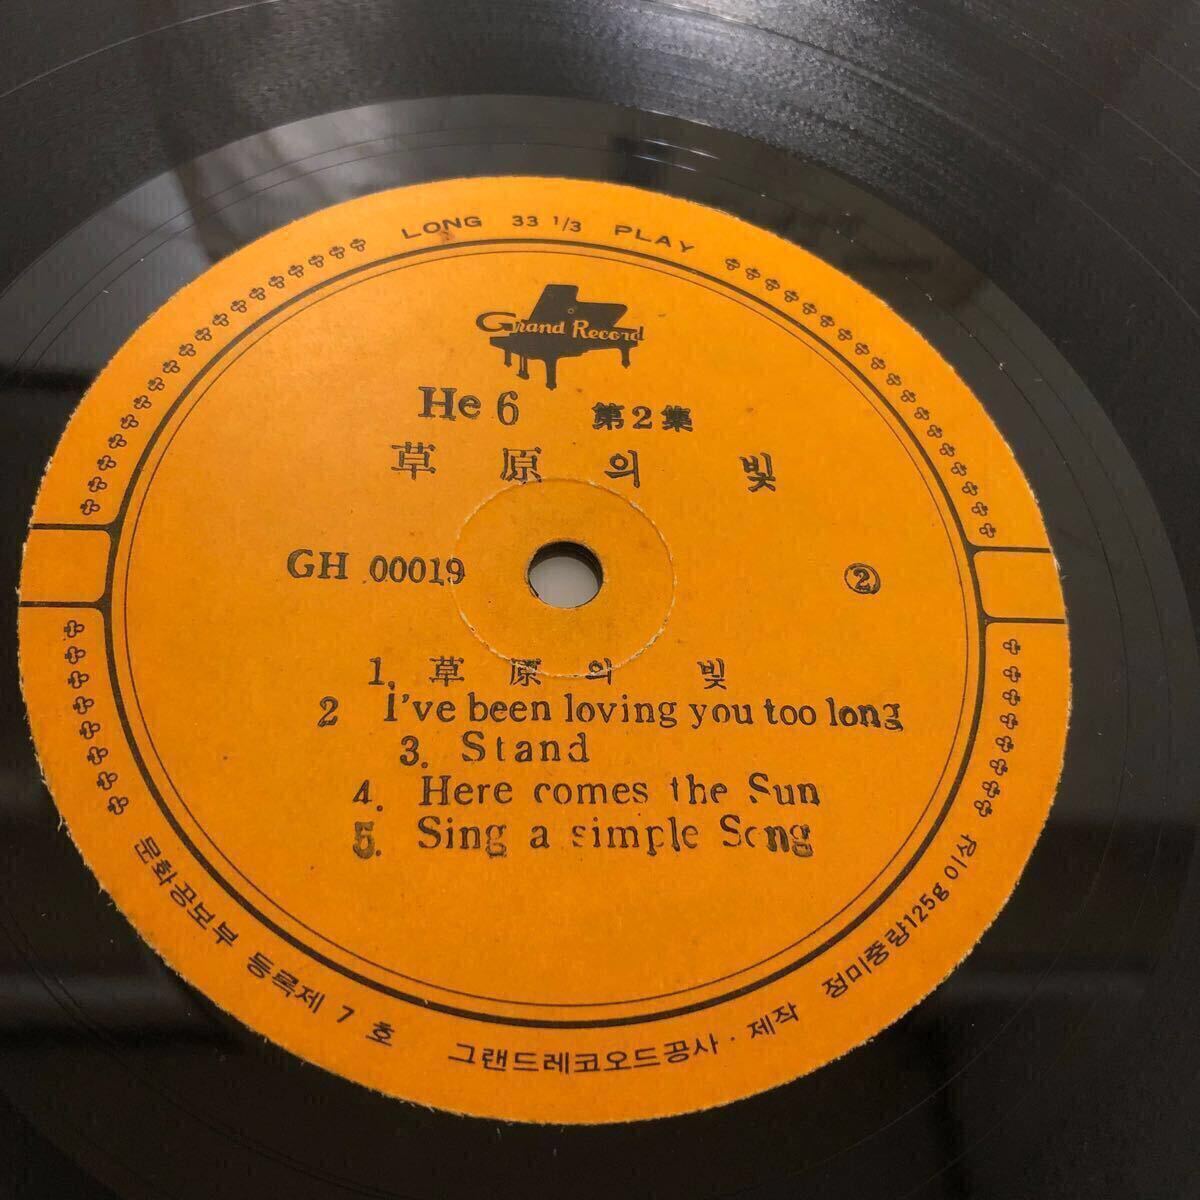 LONG 33 1/3 PLAY
Grand Record
He 6 第2集
草原의 빛
GH 00019 ②
1. 草原의 빛
2 I've been loving you too long
3. Stand
4. Here comes the Sun
5. Sing a simple Song
문화공보부 등록제 7 호 그랜드레코오드공사·제작 정미중량125g 이상